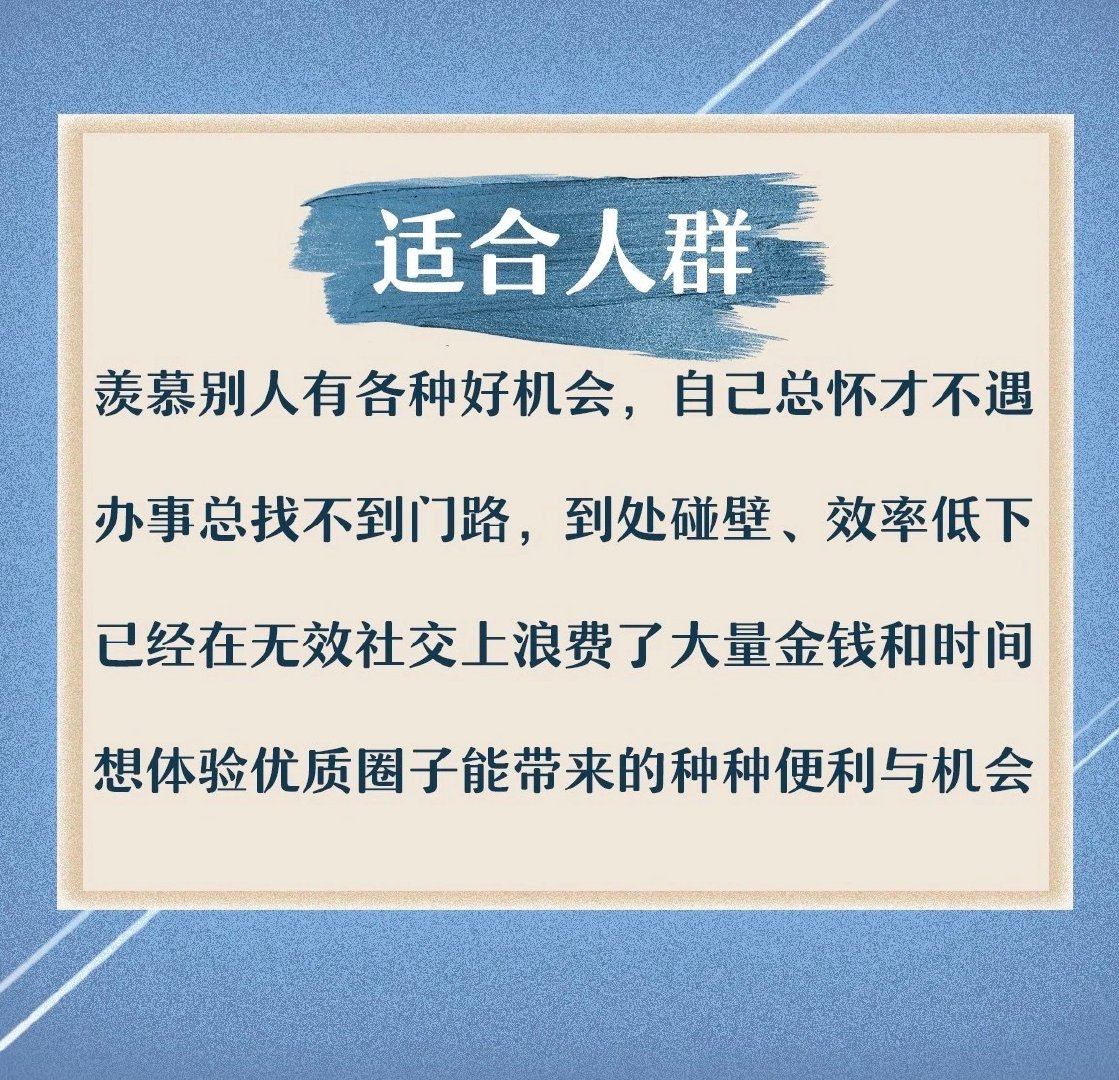 适合人群
羡慕别人有各种好机会，自己总怀才不遇
办事总找不到门路，到处碰壁、效率低下
已经在无效社交上浪费了大量金钱和时间
想体验优质圈子能带来的种种便利与机会